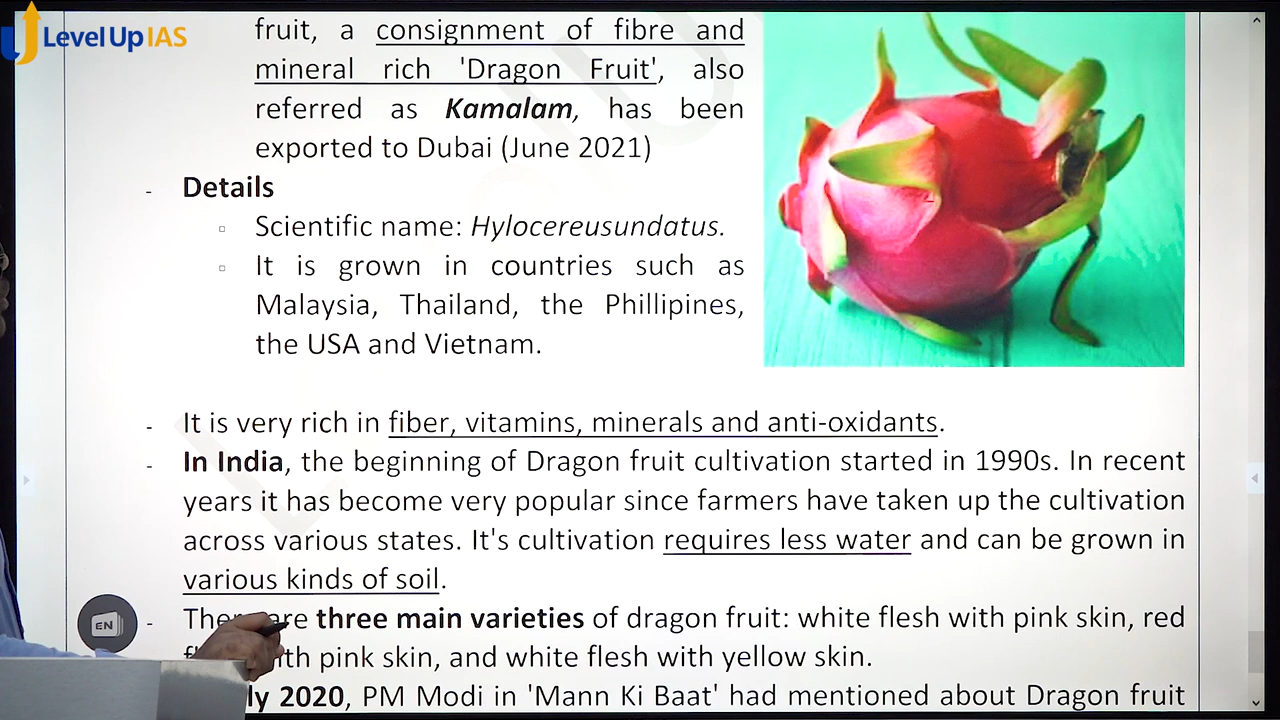 Level Up IAS
fruit, a consignment of fibre and
mineral rich 'Dragon Fruit', also
referred as Kamalam, has been
exported to Dubai (June 2021)
- Details
Scientific name: Hylocereusundatus.
It is grown in countries such as
Malaysia, Thailand, the Phillipines,
the USA and Vietnam.
- It is very rich in fiber, vitamins, minerals and anti-oxidants.
- In India, the beginning of Dragon fruit cultivation started in 1990s. In recent
years it has become very popular since farmers have taken up the cultivation
across various states. It's cultivation requires less water and can be grown in
various kinds of soil.
EN
- are three main varieties of dragon fruit: white flesh with pink skin, red
pink skin, and white flesh with yellow skin.
2020, PM Modi in 'Mann Ki Baat' had mentioned about Dragon fruit